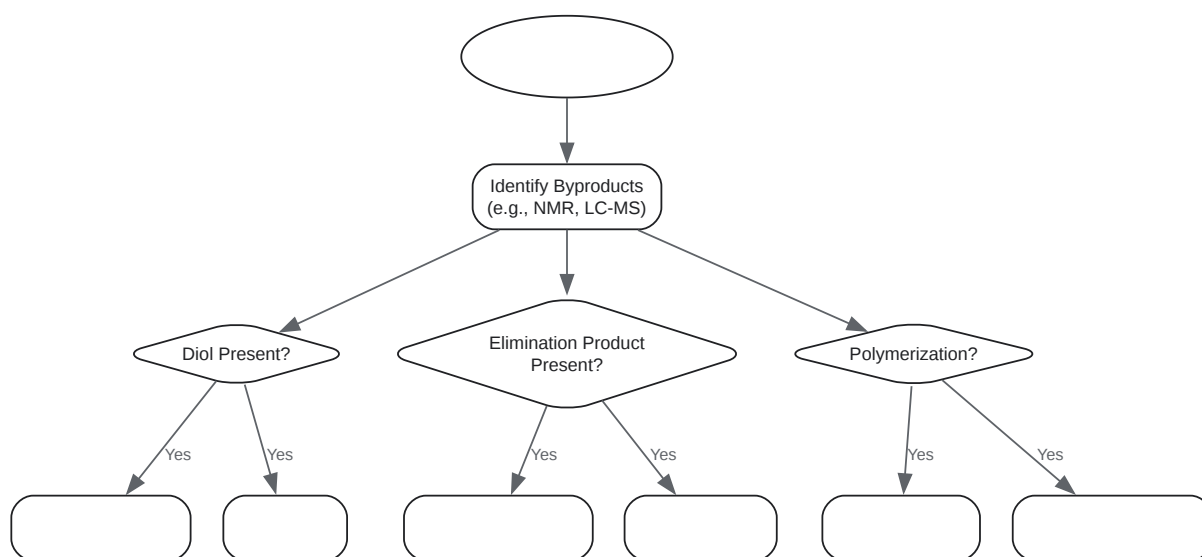 Identify Byproducts
(e.g., NMR, LC-MS)
Diol Present?
Elimination Product
Present?
Polymerization?
Yes
Yes
Yes
Yes
Yes
Yes